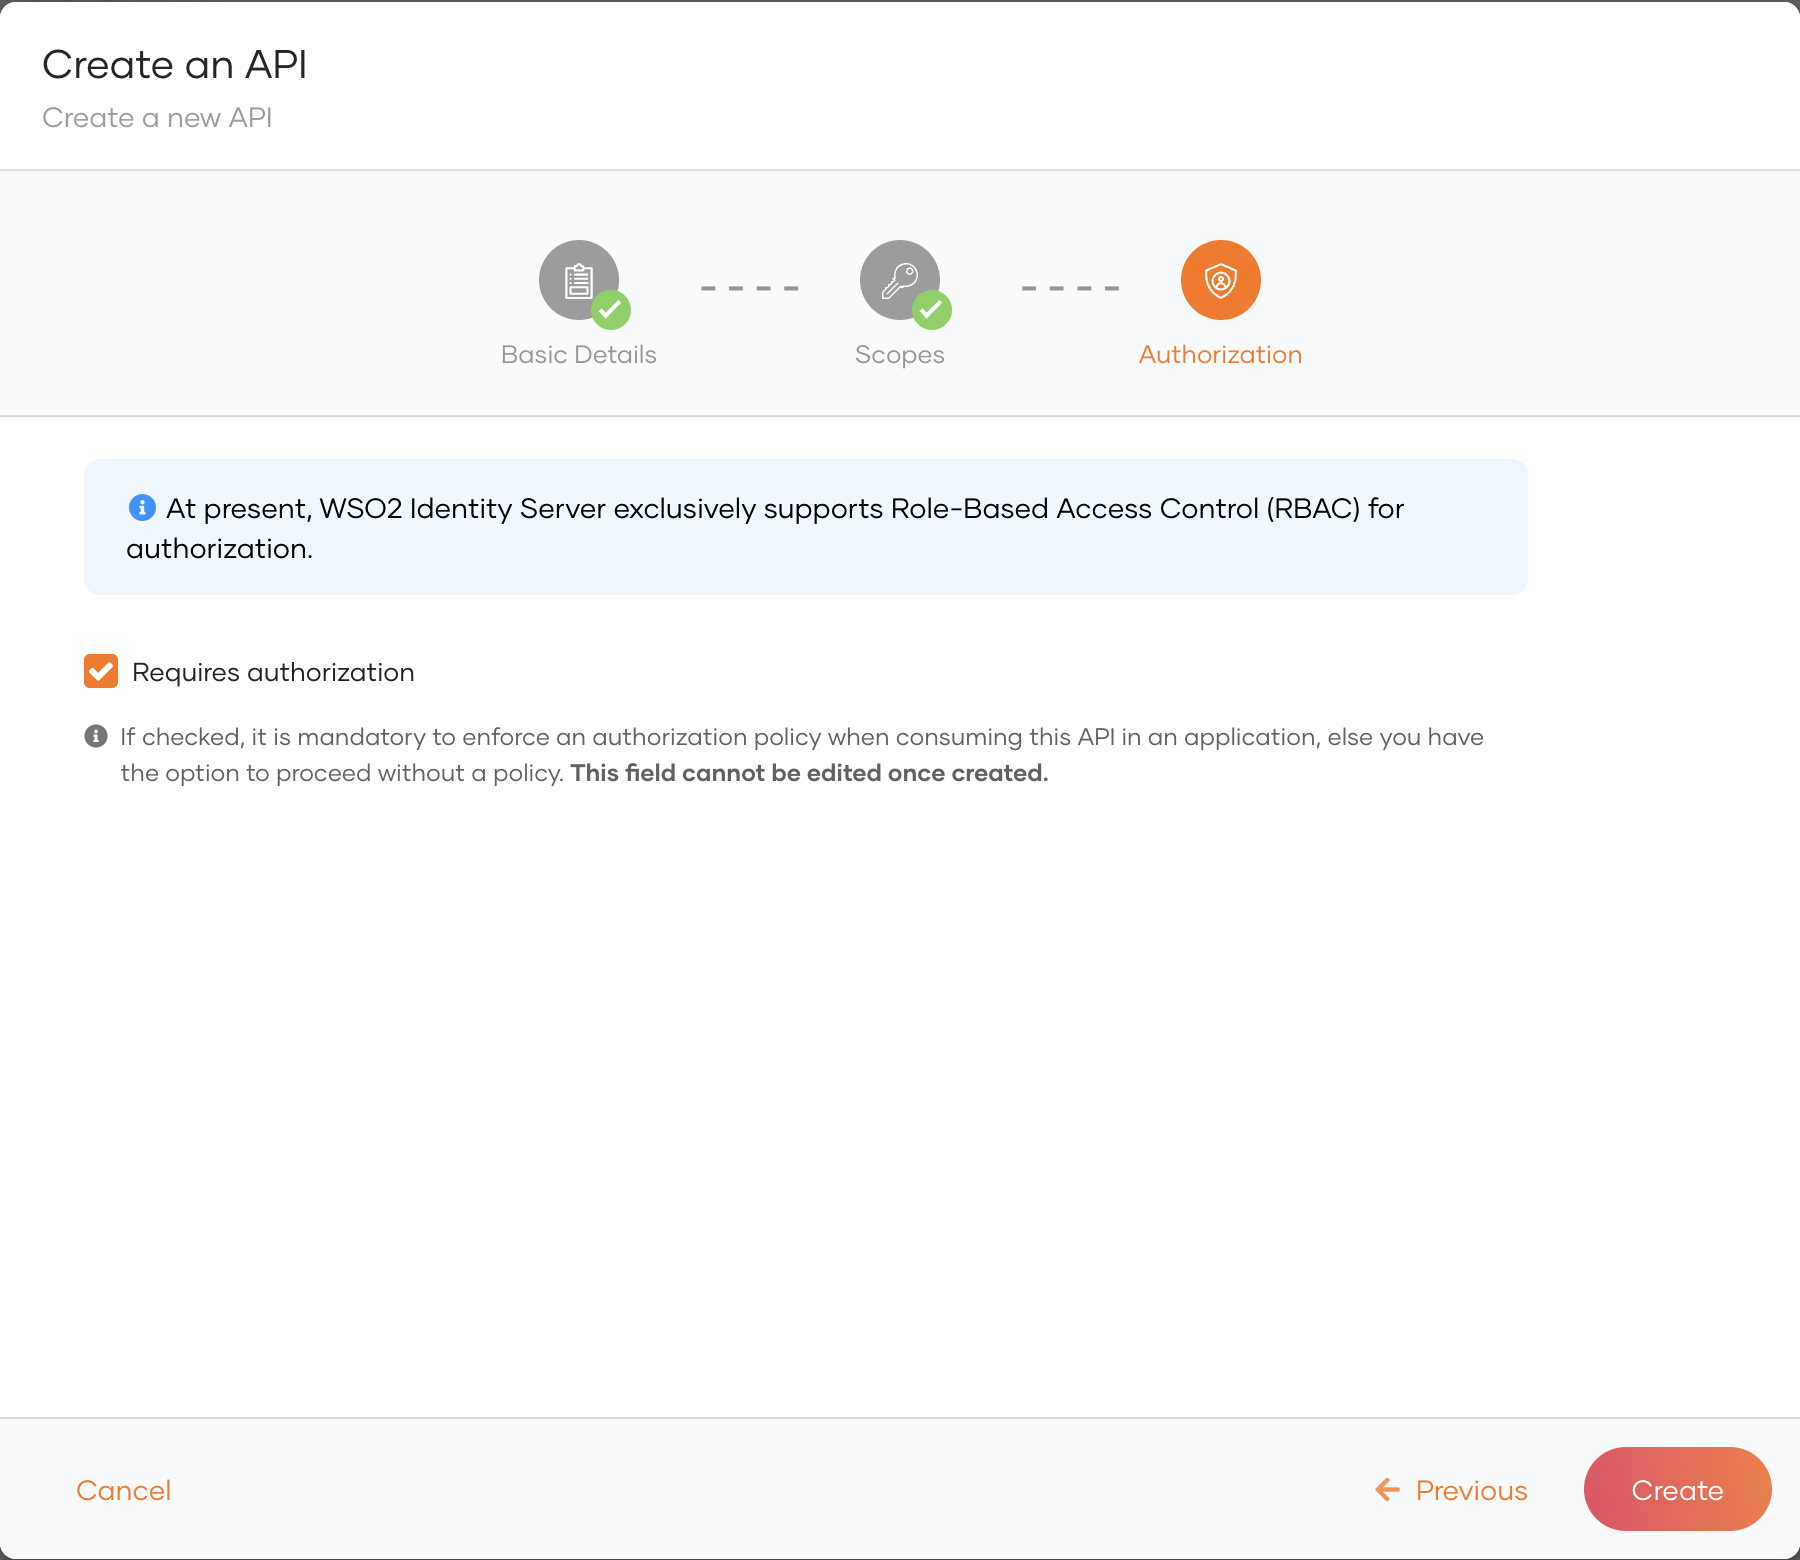 Create an API
Create a new API
Basic Details
Scopes
Authorization
At present, WSO2 Identity Server exclusively supports Role-Based Access Control (RBAC) for
authorization.
Requires authorization
If checked, it is mandatory to enforce an authorization policy when consuming this API in an application, else you have
the option to proceed without a policy. This field cannot be edited once created.
Cancel
Previous
Create